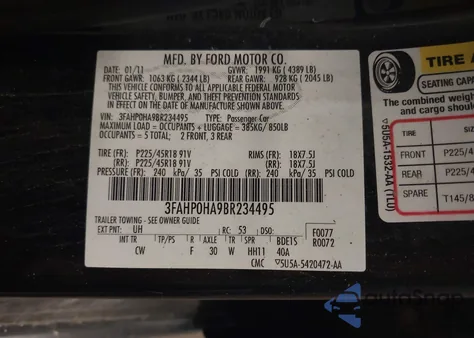 MFD. BY FORD MOTOR CO.
DATE: 01/11 GVWR: 1991 KG ( 4389 LB)
FRONT GAWR: 1063 KG ( 2344 LB) REAR GAWR: 928 KG ( 2045 LB)
THIS VEHICLE CONFORMS TO ALL APPLICABLE FEDERAL MOTOR
VEHICLE SAFETY, BUMPER, AND THEFT PREVENTION STANDARDS IN
EFFECT ON THE DATE OF MANUFACTURE SHOWN ABOVE.
VIN: 3FAHP0HA9BR234495 TYPE: Passenger Car
MAXIMUM LOAD = OCCUPANTS + LUGGAGE = 385KG/ 850LB
OCCUPANTS = 5 TOTAL: 2 FRONT, 3 REAR
TIRE (FR): P225/45R18 91V RIMS (FR): 18X7.5J
(RR): P225/45R18 91V (RR): 18X7.5J
PRESSURE (FR): 240 kPa/ 35 PSI COLD (RR): 240 kPa/ 35 PSI COLD
3FAHP0HA9BR234495
TRAILER TOWING - SEE OWNER GUIDE
EXT PNT: UH RC: 53 DSO: F0077
INT TR TP/PS R AXLE TR SPR BDE15 R0072
CW F 30 W HH11 40A
CMC 5U5A-5420472-AA
TIRE A
SEATING CAPA
The combined weig
and cargo shou
TIRE SIZE
FRONT P225/4
REAR P225/4
SPARE T145/8
5U5A-1532-AA (TLU)
autoSnap